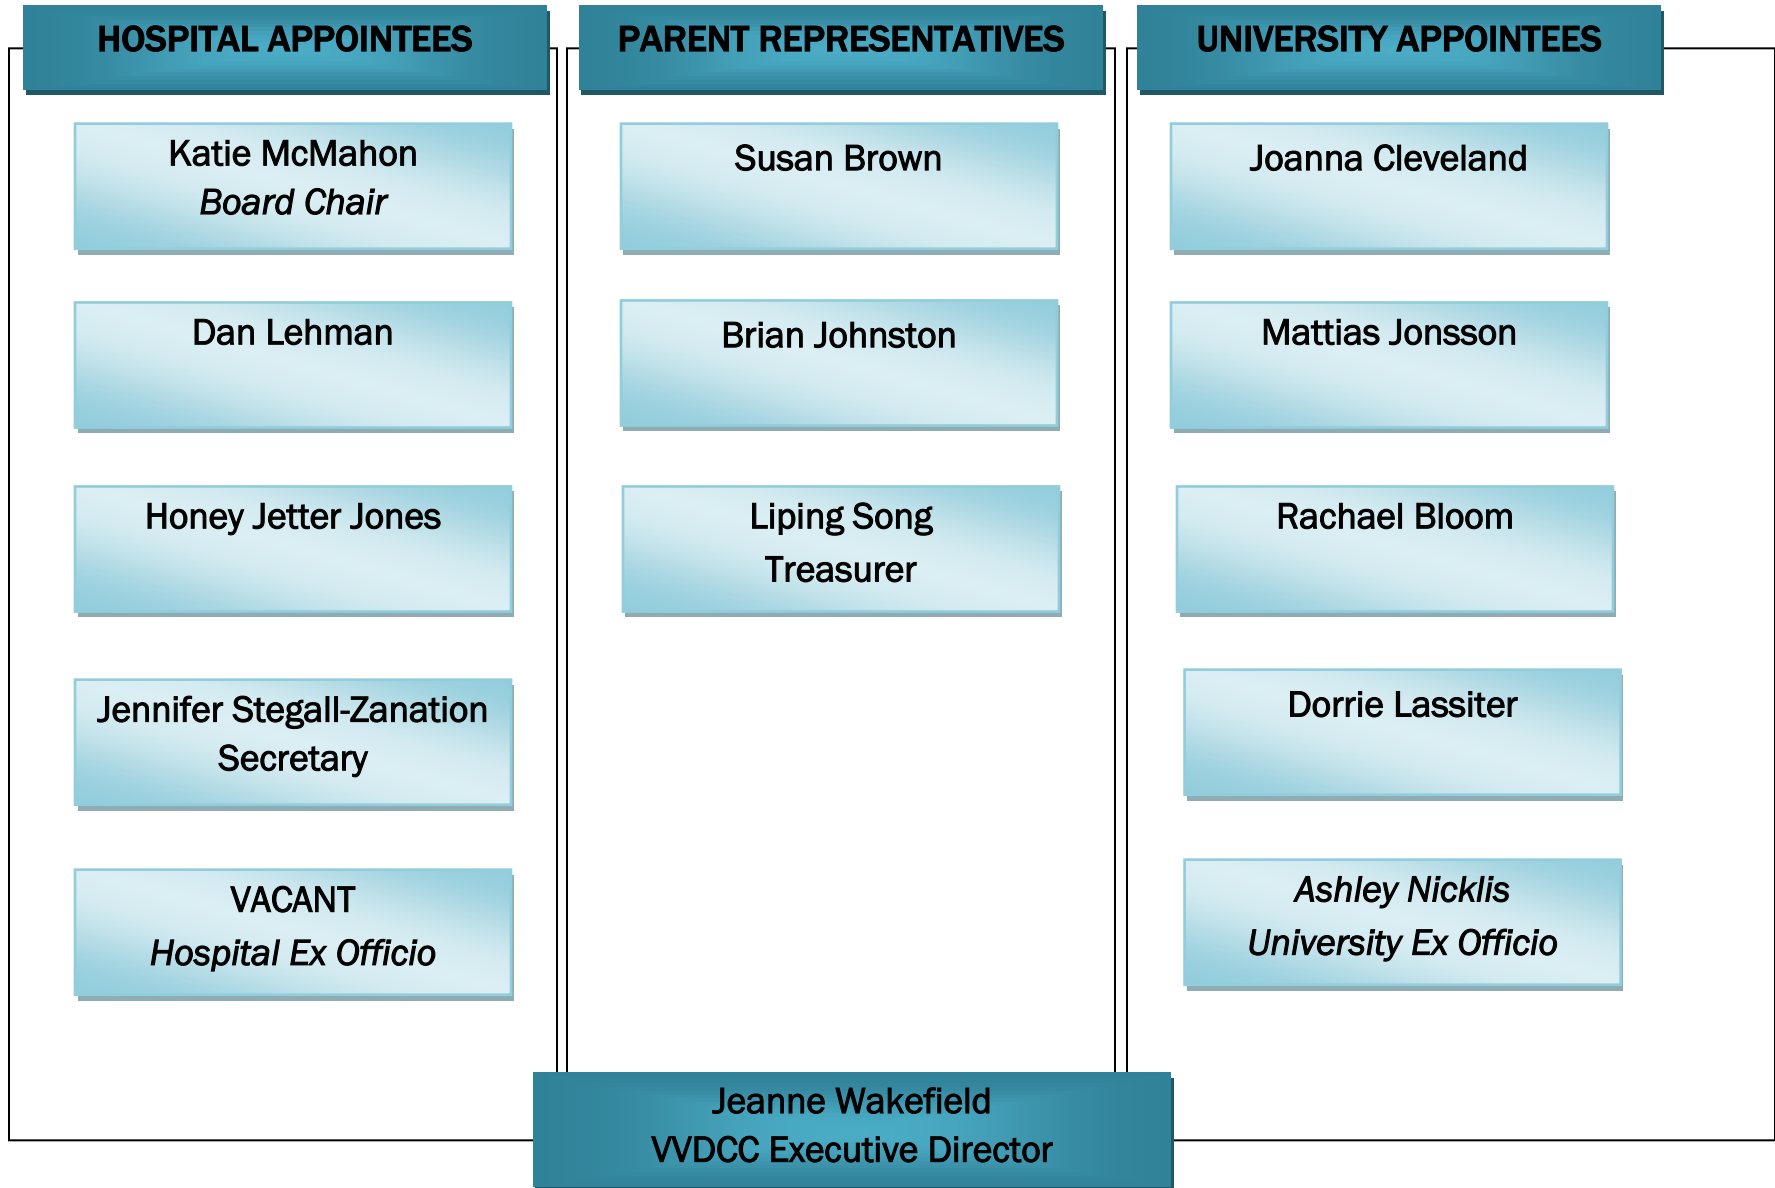 HOSPITAL APPOINTEES
Katie McMahon
Board Chair
Dan Lehman
Honey Jetter Jones
Jennifer Stegall-Zanation
Secretary
VACANT
Hospital Ex Officio
PARENT REPRESENTATIVES
Susan Brown
Brian Johnston
Liping Song
Treasurer
UNIVERSITY APPOINTEES
Joanna Cleveland
Mattias Jonsson
Rachael Bloom
Dorrie Lassiter
Ashley Nicklis
University Ex Officio
Jeanne Wakefield
VVDCC Executive Director